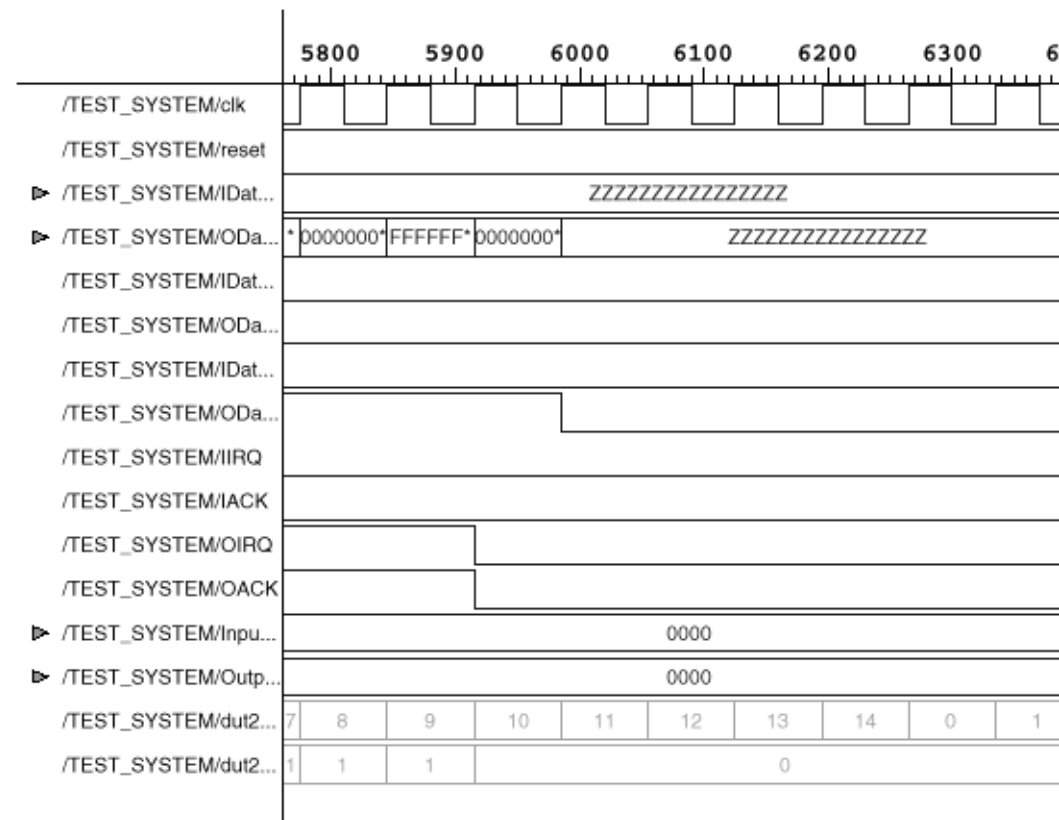 5800 5900 6000 6100 6200 6300 6
/TEST_SYSTEM/clk
/TEST_SYSTEM/reset
/TEST_SYSTEM/IDat... ZZZZZZZZZZZZZZZZ
/TEST_SYSTEM/ODa... * 0000000* FFFFFF* 0000000* ZZZZZZZZZZZZZZZZ
/TEST_SYSTEM/IDat...
/TEST_SYSTEM/ODa...
/TEST_SYSTEM/IDat...
/TEST_SYSTEM/ODa...
/TEST_SYSTEM/IIRQ
/TEST_SYSTEM/IACK
/TEST_SYSTEM/OIRQ
/TEST_SYSTEM/OACK
/TEST_SYSTEM/Inpu... 0000
/TEST_SYSTEM/Outp... 0000
/TEST_SYSTEM/dut2... 7 8 9 10 11 12 13 14 0 1
/TEST_SYSTEM/dut2... 1 1 1 0